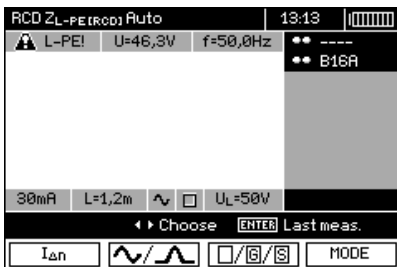 RCD ZL-PE[RCD] Auto 13:13
L-PE! U=46,3V f=50,0Hz ----
B16A
30mA L=1,2m UL=50V
Choose ENTER Last meas.
I∆n / □/G/S MODE